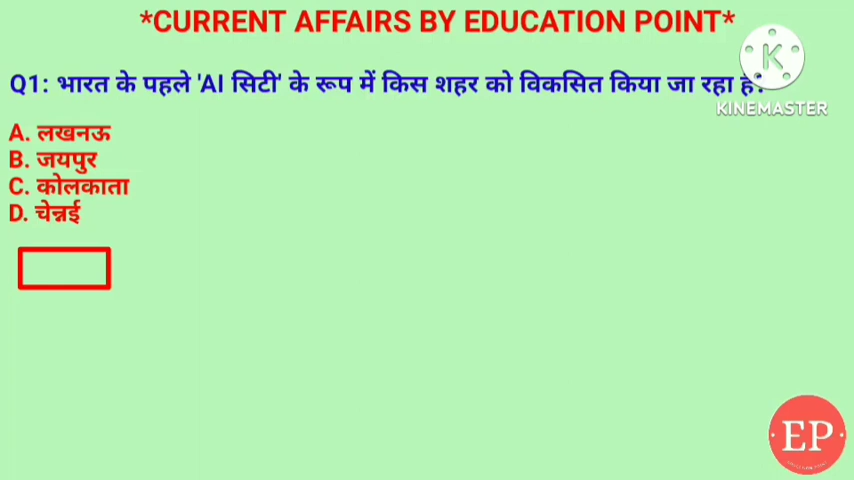 *CURRENT AFFAIRS BY EDUCATION POINT*
Q1: भारत के पहले 'AI सिटी' के रूप में किस शहर को विकसित किया जा रहा है?
KINEMASTER
A. लखनऊ
B. जयपुर
C. कोलकाता
D. चेन्नई
EP